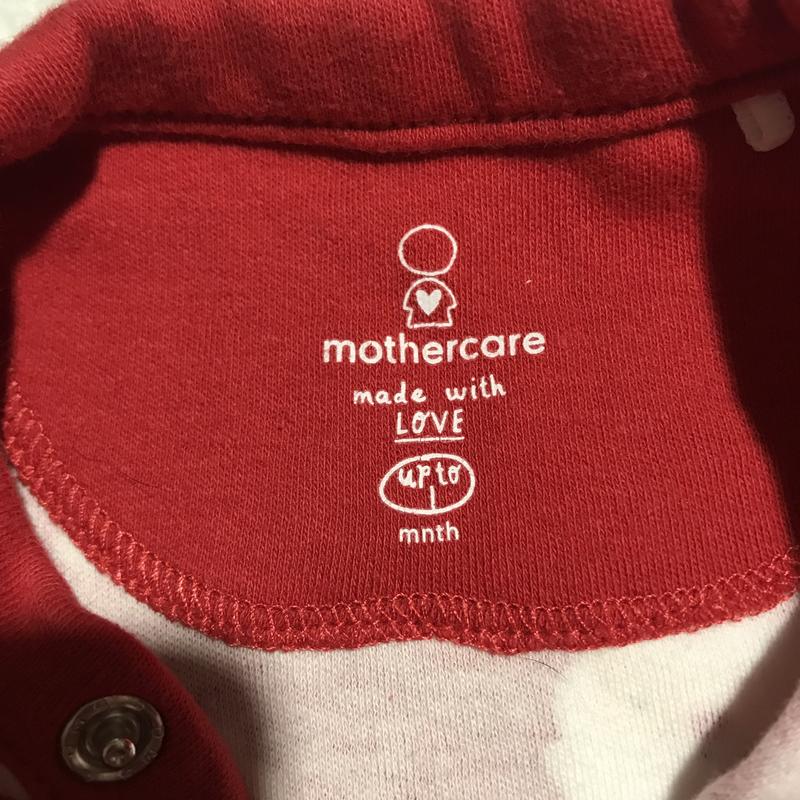 mothercare
made with
LOVE
up to
1
mnth